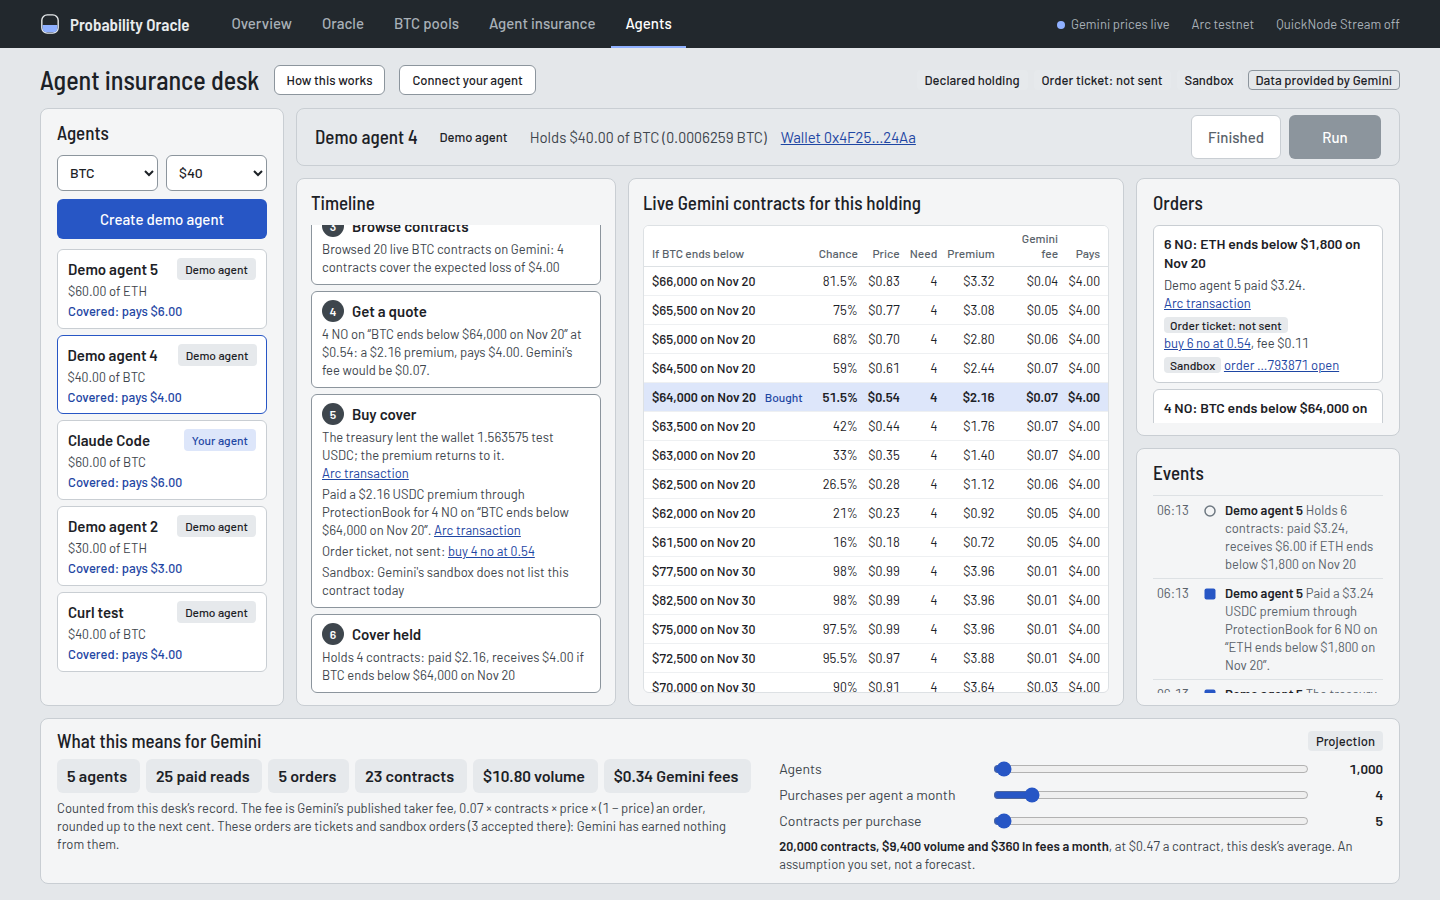 Probability Oracle
Overview
Oracle
BTC pools
Agent insurance
Agents
Gemini prices live
Arc testnet
QuickNode Stream off
Agent insurance desk
How this works
Connect your agent
Declared holding
Order ticket: not sent
Sandbox
Data provided by Gemini
Agents
BTC
$40
Create demo agent
Demo agent 5
Demo agent
$60.00 of ETH
Covered: pays $6.00
Demo agent 4
Demo agent
$40.00 of BTC
Covered: pays $4.00
Claude Code
Your agent
$60.00 of BTC
Covered: pays $6.00
Demo agent 2
Demo agent
$30.00 of ETH
Covered: pays $3.00
Curl test
Demo agent
$40.00 of BTC
Covered: pays $4.00
Demo agent 4
Demo agent
Holds $40.00 of BTC (0.0006259 BTC)
Wallet 0x4F25…24Aa
Finished
Run
Timeline
3 Browse contracts
Browsed 20 live BTC contracts on Gemini: 4
contracts cover the expected loss of $4.00
4 Get a quote
4 NO on “BTC ends below $64,000 on Nov 20” at
$0.54: a $2.16 premium, pays $4.00. Gemini’s
fee would be $0.07.
5 Buy cover
The treasury lent the wallet 1.563575 test
USDC; the premium returns to it.
Arc transaction
Paid a $2.16 USDC premium through
ProtectionBook for 4 NO on “BTC ends below
$64,000 on Nov 20”. Arc transaction
Order ticket, not sent: buy 4 no at 0.54
Sandbox: Gemini’s sandbox does not list this
contract today
6 Cover held
Holds 4 contracts: paid $2.16, receives $4.00 if
BTC ends below $64,000 on Nov 20
Live Gemini contracts for this holding
If BTC ends below Chance Price Need Premium Gemini fee Pays
$66,000 on Nov 20 81.5% $0.83 4 $3.32 $0.04 $4.00
$65,500 on Nov 20 75% $0.77 4 $3.08 $0.05 $4.00
$65,000 on Nov 20 68% $0.70 4 $2.80 $0.06 $4.00
$64,500 on Nov 20 59% $0.61 4 $2.44 $0.07 $4.00
$64,000 on Nov 20 Bought 51.5% $0.54 4 $2.16 $0.07 $4.00
$63,500 on Nov 20 42% $0.44 4 $1.76 $0.07 $4.00
$63,000 on Nov 20 33% $0.35 4 $1.40 $0.07 $4.00
$62,500 on Nov 20 26.5% $0.28 4 $1.12 $0.06 $4.00
$62,000 on Nov 20 21% $0.23 4 $0.92 $0.05 $4.00
$61,500 on Nov 20 16% $0.18 4 $0.72 $0.05 $4.00
$77,500 on Nov 30 98% $0.99 4 $3.96 $0.01 $4.00
$82,500 on Nov 30 98% $0.99 4 $3.96 $0.01 $4.00
$75,000 on Nov 30 97.5% $0.99 4 $3.96 $0.01 $4.00
$72,500 on Nov 30 95.5% $0.97 4 $3.88 $0.01 $4.00
$70,000 on Nov 30 90% $0.91 4 $3.64 $0.03 $4.00
Orders
6 NO: ETH ends below $1,800 on
Nov 20
Demo agent 5 paid $3.24.
Arc transaction
Order ticket: not sent
buy 6 no at 0.54, fee $0.11
Sandbox order …793871 open
4 NO: BTC ends below $64,000 on
Events
06:13 Demo agent 5 Holds 6
contracts: paid $3.24,
receives $6.00 if ETH ends
below $1,800 on Nov 20
06:13 Demo agent 5 Paid a $3.24
USDC premium through
ProtectionBook for 6 NO on
“ETH ends below $1,800 on
Nov 20”.
06:13 Demo agent 5 The treasury
What this means for Gemini
5 agents
25 paid reads
5 orders
23 contracts
$10.80 volume
$0.34 Gemini fees
Counted from this desk’s record. The fee is Gemini’s published taker fee, 0.07 × contracts × price × (1 − price) an order,
rounded up to the next cent. These orders are tickets and sandbox orders (3 accepted there): Gemini has earned nothing
from them.
Projection
Agents 1,000
Purchases per agent a month 4
Contracts per purchase 5
20,000 contracts, $9,400 volume and $360 in fees a month, at $0.47 a contract, this desk’s average. An
assumption you set, not a forecast.